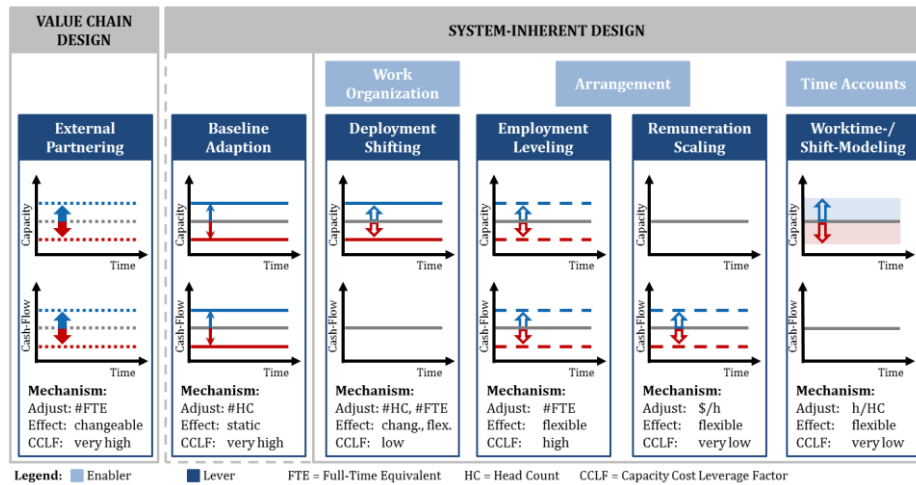 VALUE CHAIN
DESIGN
SYSTEM-INHERENT DESIGN
Work
Organization
Arrangement
Time Accounts
External
Partnering
Capacity
Time
Cash-Flow
Time
Mechanism:
Adjust: #FTE
Effect: changeable
CCLF: very high
Baseline
Adaption
Capacity
Time
Cash-Flow
Time
Mechanism:
Adjust: #HC
Effect: static
CCLF: very high
Deployment
Shifting
Capacity
Time
Cash-Flow
Time
Mechanism:
Adjust: #HC, #FTE
Effect: chang., flex.
CCLF: low
Employment
Leveling
Capacity
Time
Cash-Flow
Time
Mechanism:
Adjust: #FTE
Effect: flexible
CCLF: high
Remuneration
Scaling
Capacity
Time
Cash-Flow
Time
Mechanism:
Adjust: $/h
Effect: flexible
CCLF: very low
Worktime-/
Shift-Modeling
Capacity
Time
Cash-Flow
Time
Mechanism:
Adjust: h/HC
Effect: flexible
CCLF: very low
Legend: Enabler Lever FTE = Full-Time Equivalent HC = Head Count CCLF = Capacity Cost Leverage Factor